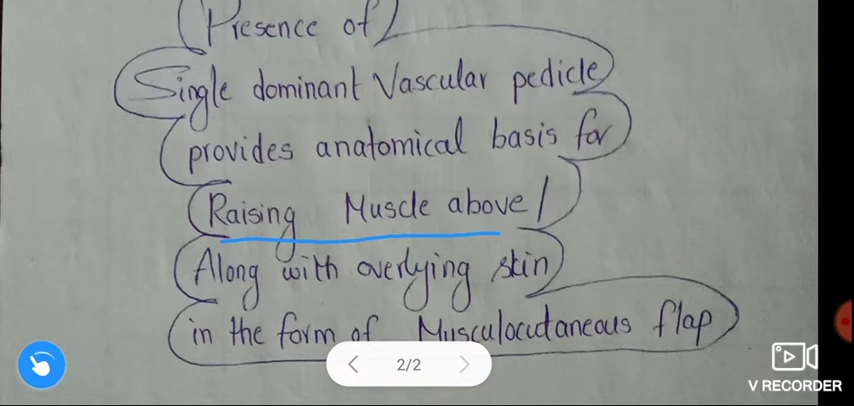 (Presence of)
Single dominant Vascular pedicle
provides anatomical basis for
Raising Muscle above /
Along with overlying skin
in the form of Musculocutaneous flap
2/2
V RECORDER